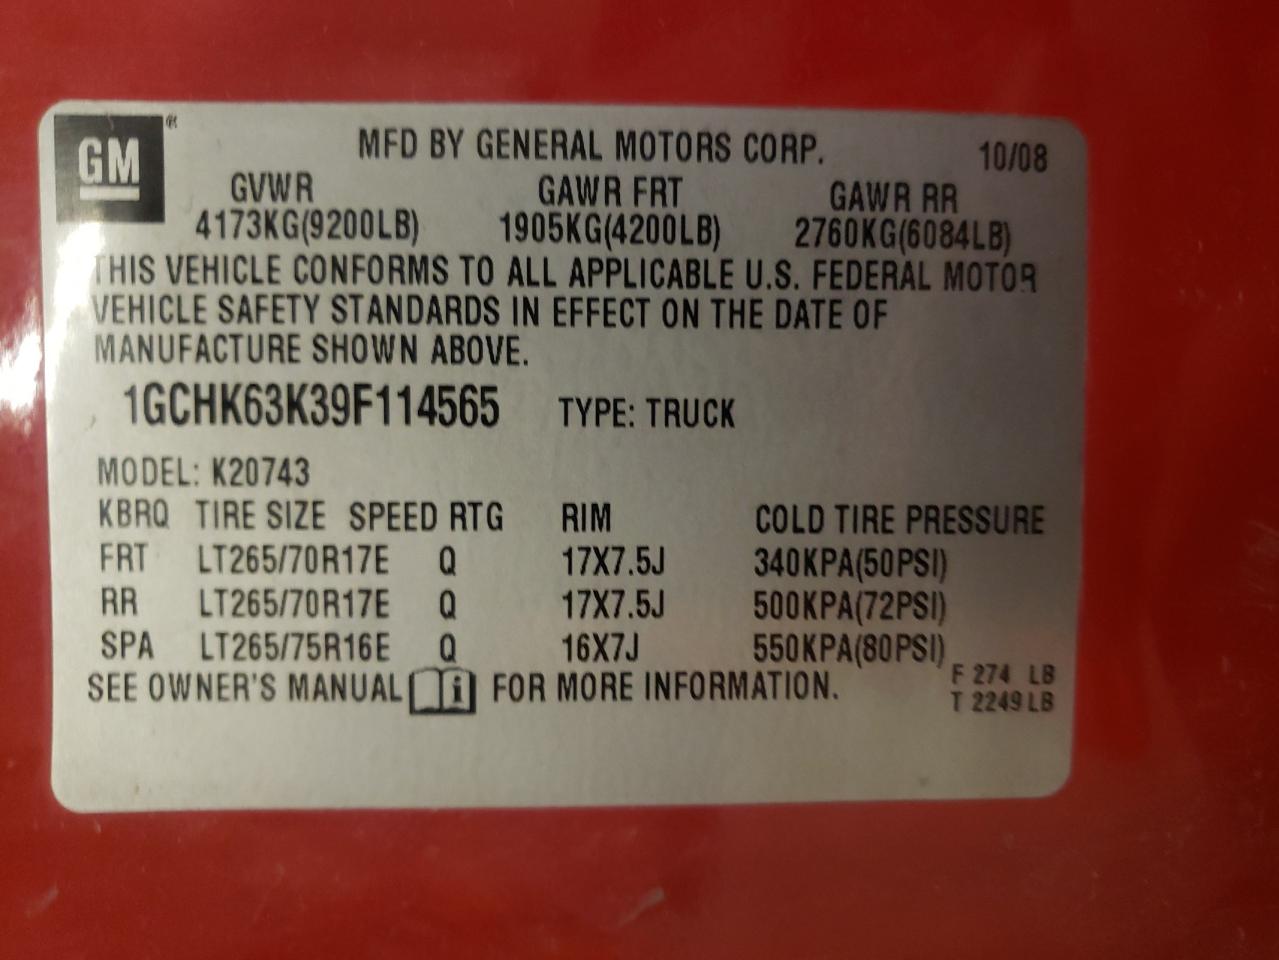 GM ®
MFD BY GENERAL MOTORS CORP. 10/08
GVWR GAWR FRT GAWR RR
4173KG(9200LB) 1905KG(4200LB) 2760KG(6084LB)
THIS VEHICLE CONFORMS TO ALL APPLICABLE U.S. FEDERAL MOTOR
VEHICLE SAFETY STANDARDS IN EFFECT ON THE DATE OF
MANUFACTURE SHOWN ABOVE.
1GCHK63K39F114565 TYPE: TRUCK
MODEL: K20743
KBRQ TIRE SIZE SPEED RTG RIM COLD TIRE PRESSURE
FRT LT265/70R17E Q 17X7.5J 340KPA(50PSI)
RR LT265/70R17E Q 17X7.5J 500KPA(72PSI)
SPA LT265/75R16E Q 16X7J 550KPA(80PSI)
SEE OWNER'S MANUAL i FOR MORE INFORMATION.
F 274 LB
T 2249 LB